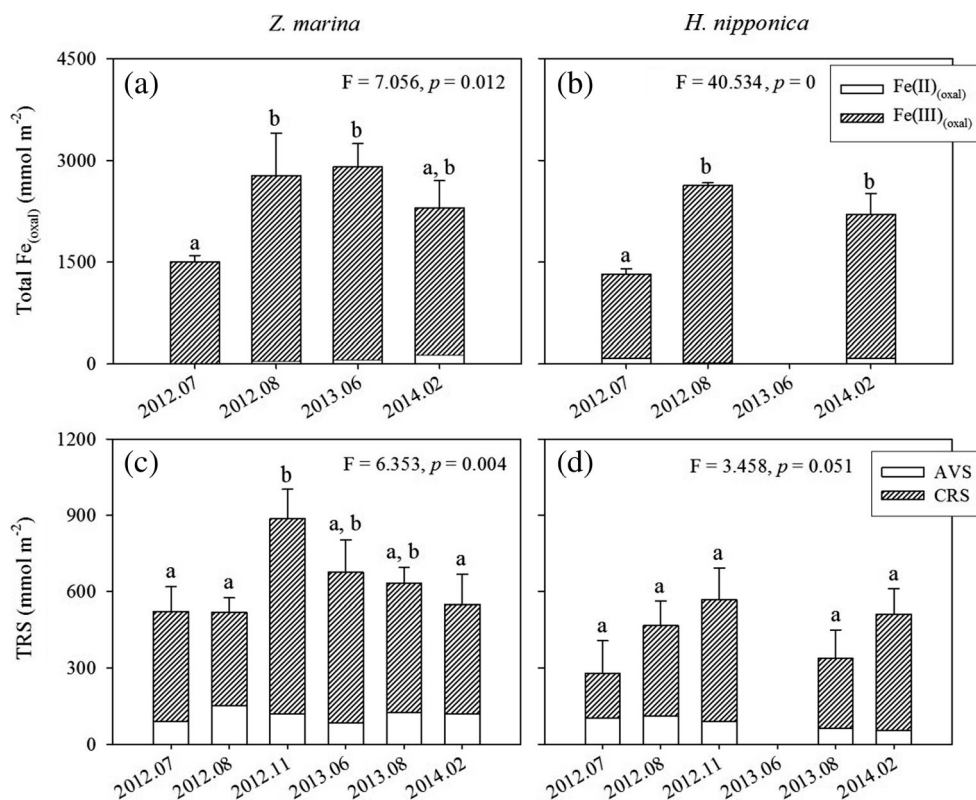 Z. marina
H. nipponica
Total Fe(oxal) (mmol m-2)
4500
3000
1500
0
(a)
F = 7.056, p = 0.012
a
b
b
a, b
2012.07
2012.08
2013.06
2014.02
(b)
F = 40.534, p = 0
Fe(II)(oxal)
Fe(III)(oxal)
a
b
b
2012.07
2012.08
2013.06
2014.02
TRS (mmol m-2)
1200
900
600
300
0
(c)
F = 6.353, p = 0.004
a
a
b
a, b
a, b
a
2012.07
2012.08
2012.11
2013.06
2013.08
2014.02
(d)
F = 3.458, p = 0.051
AVS
CRS
a
a
a
a
a
2012.07
2012.08
2012.11
2013.06
2013.08
2014.02